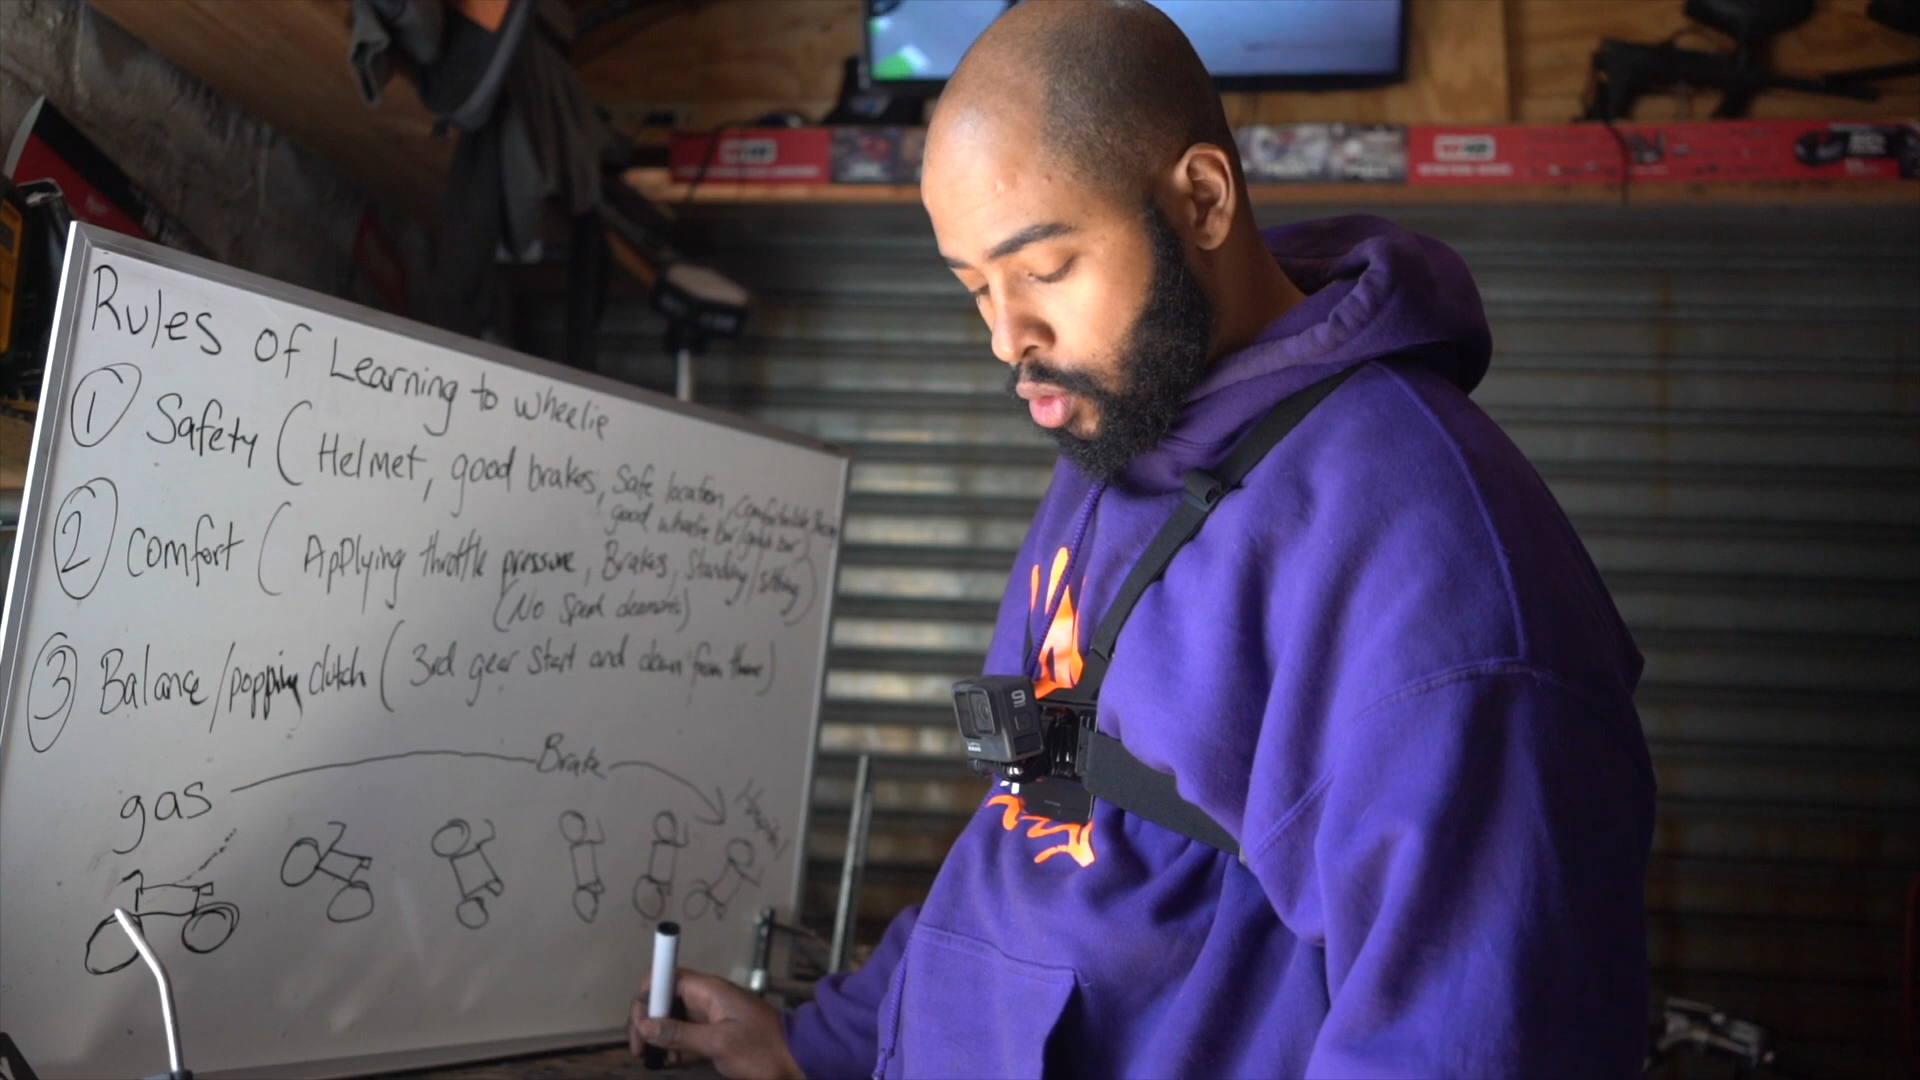 Rules of Learning to wheelie
① Safety (Helmet, good brakes, Safe location, Comfortable
good wheelie bar/grab bar)
② Comfort (Applying throttle pressure, Brakes, Standing/sitting)
(No Speed demons)
③ Balance/popping clutch (3rd gear start and down from there)
Brake
gas
9